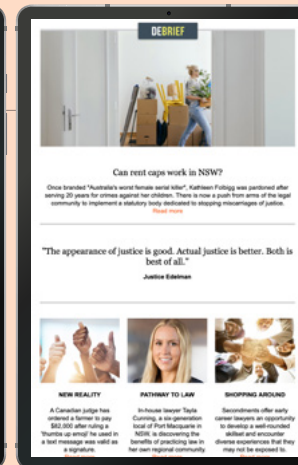 DEBRIEF
Can rent caps work in NSW?
Once branded "Australia's worst female serial killer", Kathleen Folbigg was pardoned after
serving 20 years for crimes against her children. There is now a push from arms of the legal
community to implement a statutory body dedicated to stopping miscarriages of justice.
Read more
"The appearance of justice is good. Actual justice is better. Both is
best of all."
Justice Edelman
NEW REALITY
A Canadian judge has
ordered a farmer to pay
$82,000 after ruling a
'thumbs up emoji' he used in
a text message was valid as
a signature.
PATHWAY TO LAW
In-house lawyer Tayla
Cunning, a six-generation
local of Port Macquarie in
NSW, is discovering the
benefits of practicing law in
her own regional community.
SHOPPING AROUND
Secondments offer early
career lawyers an opportunity
to develop a well-rounded
skillset and encounter
diverse experiences that they
may not be exposed to.